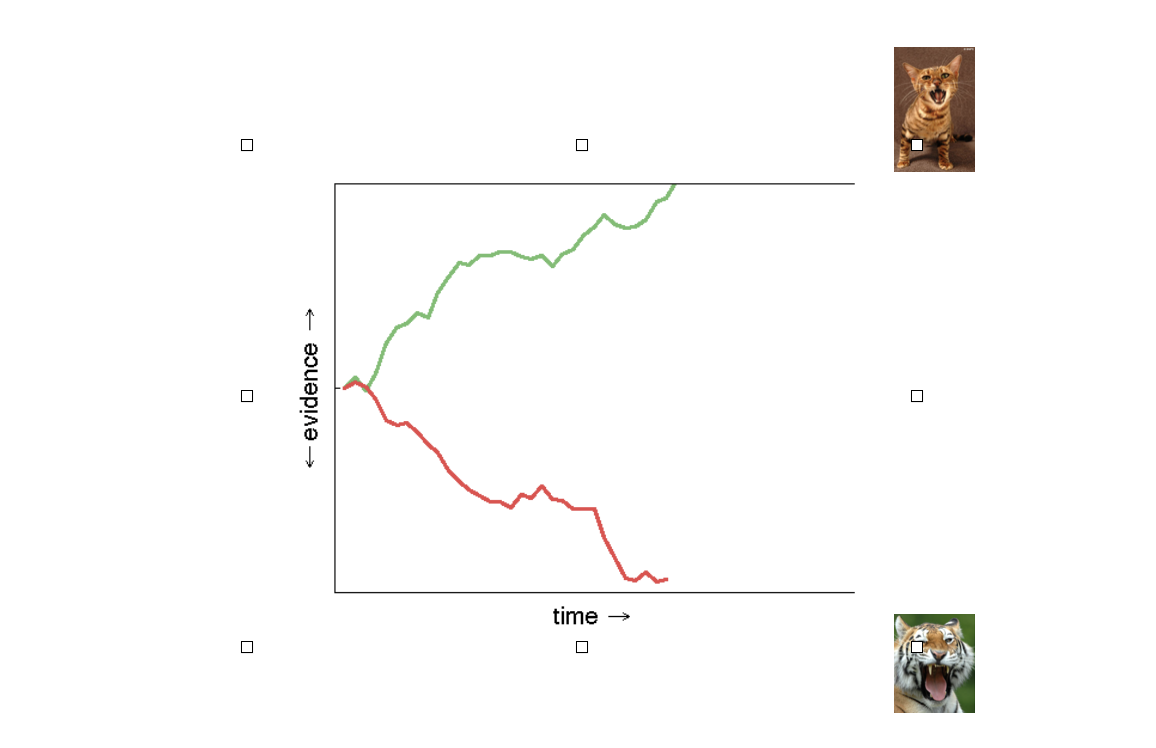 ← evidence →
time →